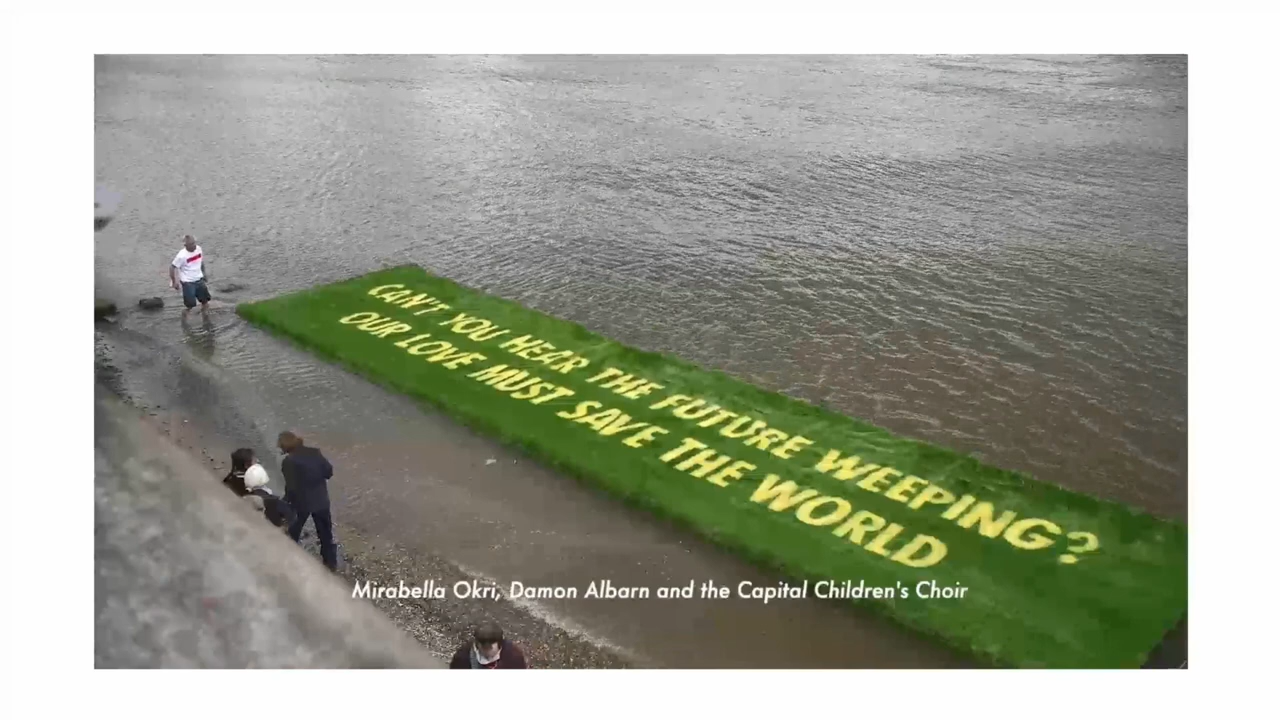 CAN'T YOU HEAR THE FUTURE WEEPING?
OUR LOVE MUST SAVE THE WORLD
Mirabella Okri, Damon Albarn and the Capital Children's Choir